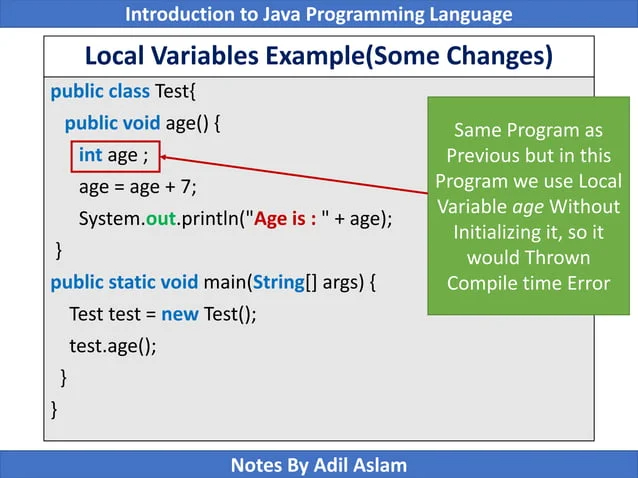 Introduction to Java Programming Language
Local Variables Example(Some Changes)
public class Test{
public void age() {
int age ;
age = age + 7;
System.out.println("Age is : " + age);
}
public static void main(String[] args) {
Test test = new Test();
test.age();
}
}
Same Program as
Previous but in this
Program we use Local
Variable age Without
Initializing it, so it
would Thrown
Compile time Error
Notes By Adil Aslam